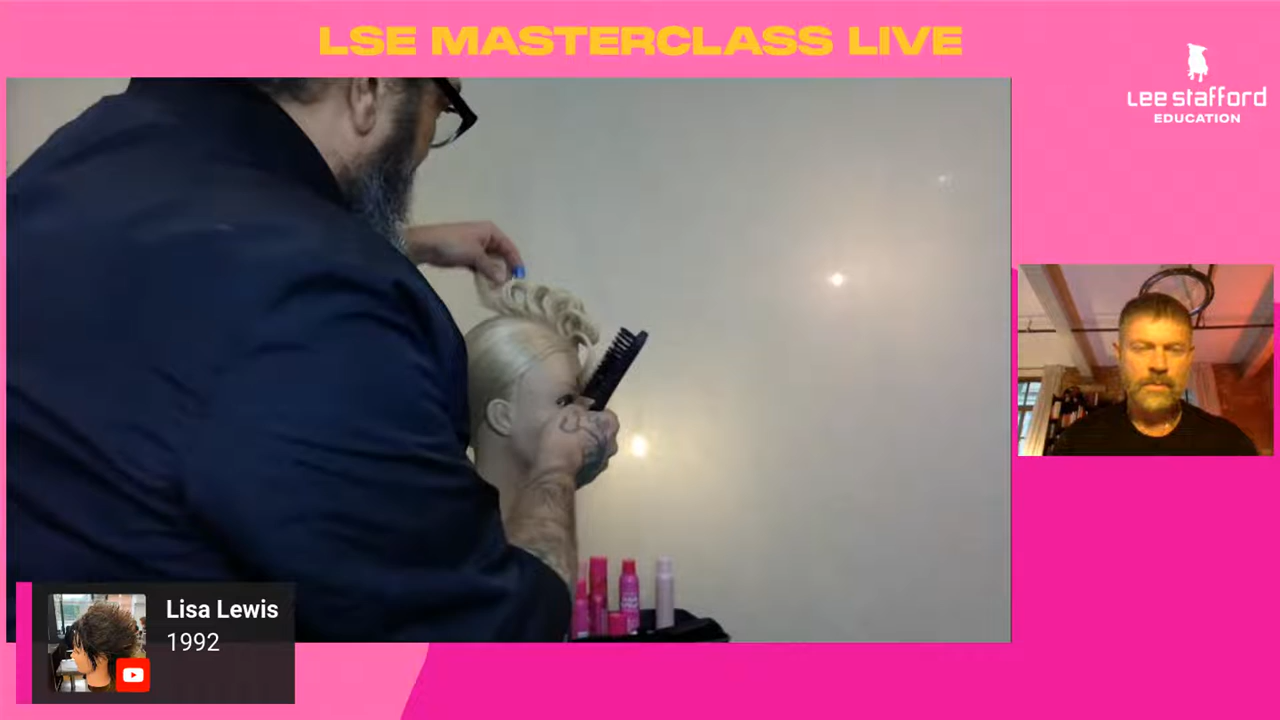 LSE MASTERCLASS LIVE
Lee Stafford
EDUCATION
Lisa Lewis
1992